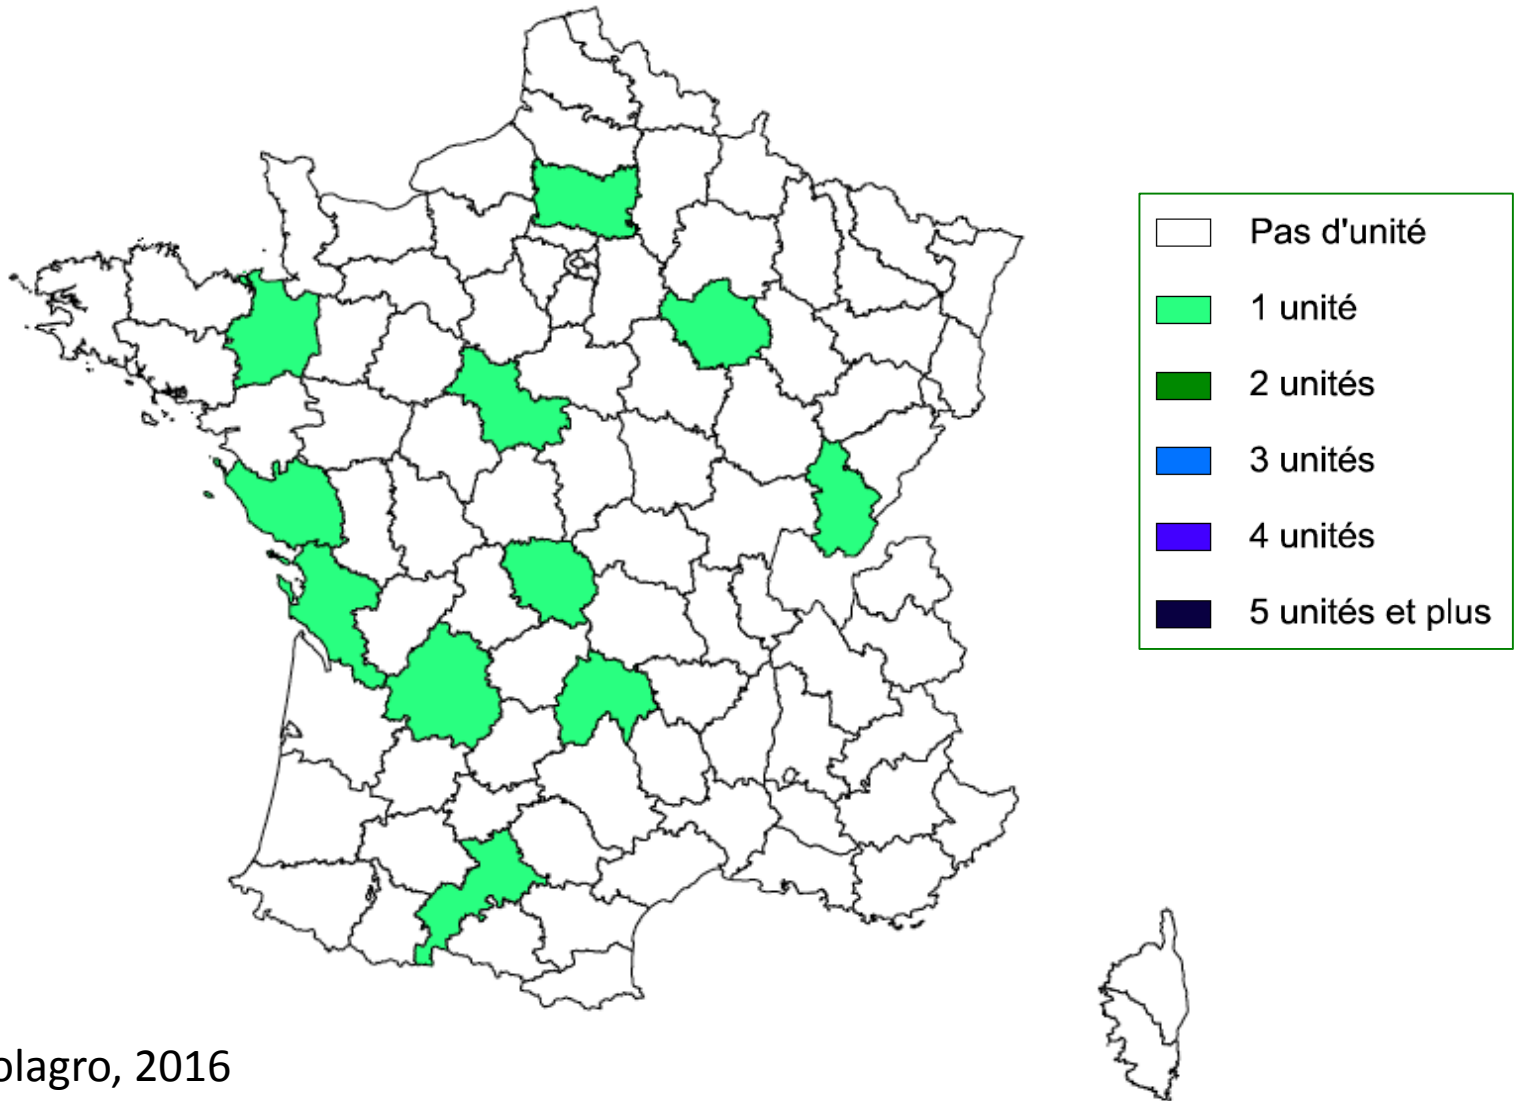 Pas d'unité
1 unité
2 unités
3 unités
4 unités
5 unités et plus
olagro, 2016